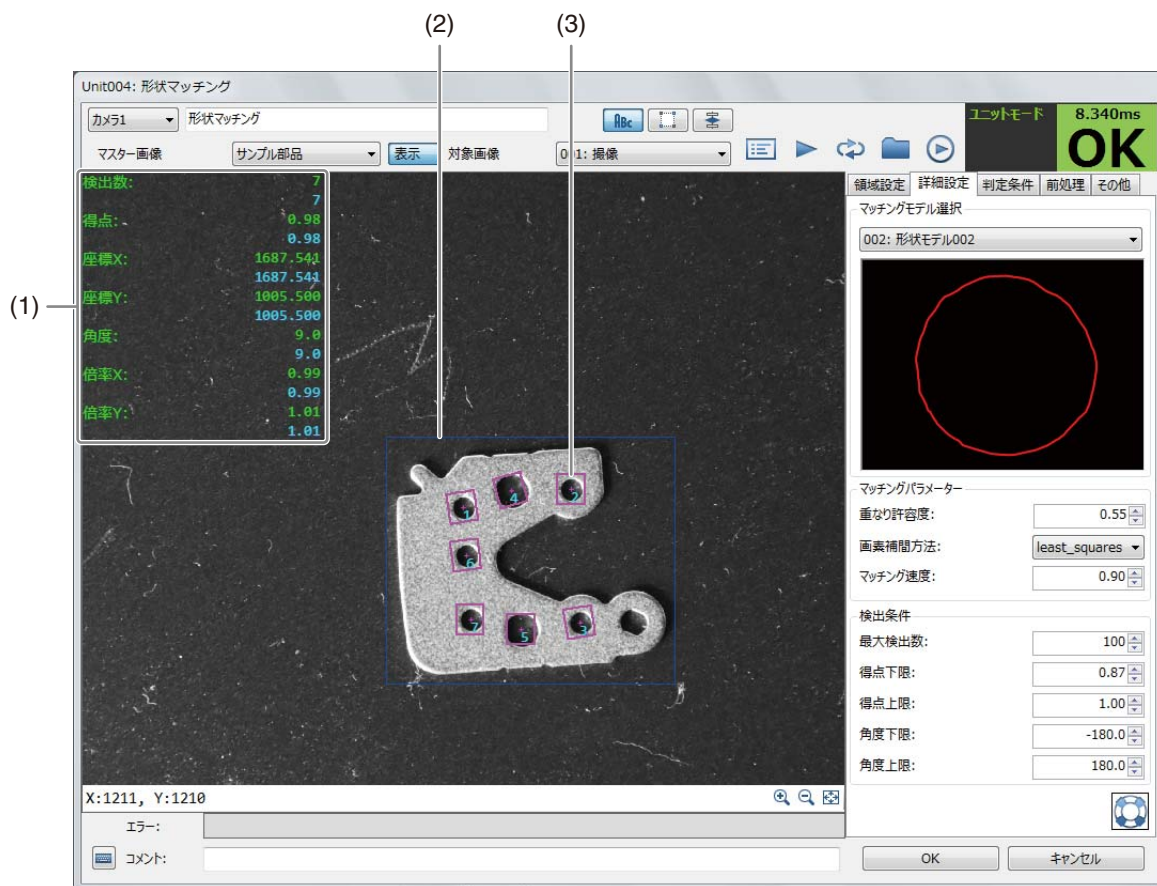 (2)
(3)
Unit004: 形状マッチング
カメラ1
形状マッチング
ABc
ユニットモード
8.340ms
OK
マスター画像
サンプル部品
表示
対象画像
001: 撮像
(1)
検出数: 7
7
得点: 0.98
0.98
座標X: 1687.541
1687.541
座標Y: 1005.500
1005.500
角度: 9.0
9.0
倍率X: 0.99
0.99
倍率Y: 1.01
1.01
1
4
2
6
7
5
3
領域設定
詳細設定
判定条件
前処理
その他
マッチングモデル選択
002: 形状モデル002
マッチングパラメーター
重なり許容度: 0.55
画素補間方法: least_squares
マッチング速度: 0.90
検出条件
最大検出数: 100
得点下限: 0.87
得点上限: 1.00
角度下限: -180.0
角度上限: 180.0
X:1211, Y:1210
エラー:
コメント:
OK
キャンセル